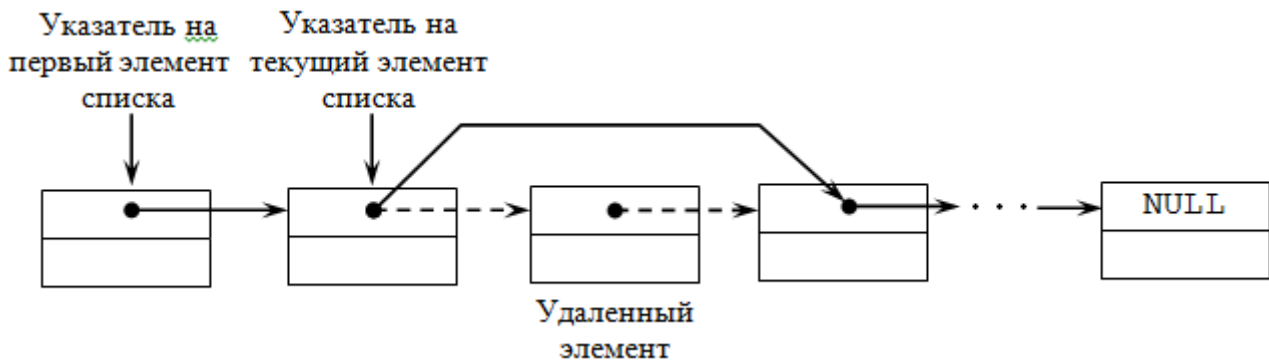 Указатель на
первый элемент
списка
Указатель на
текущий элемент
списка
NULL
Удаленный
элемент